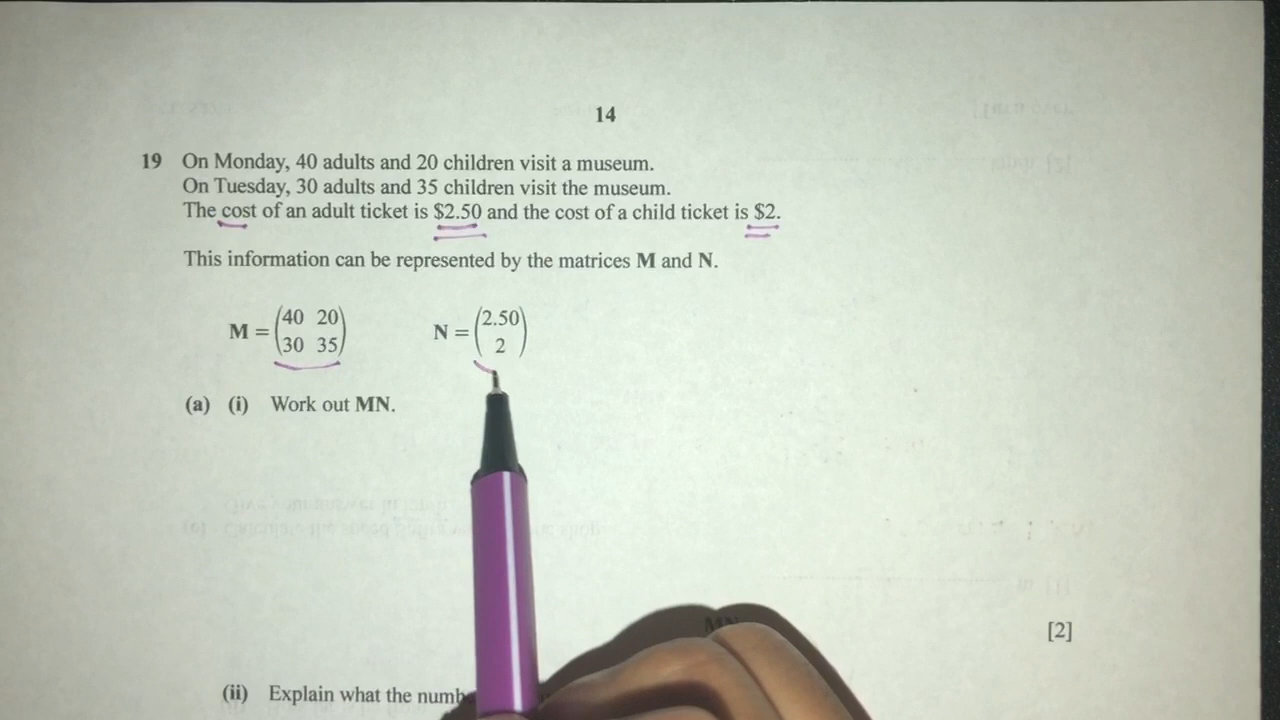 14
19 On Monday, 40 adults and 20 children visit a museum.
On Tuesday, 30 adults and 35 children visit the museum.
The cost of an adult ticket is $2.50 and the cost of a child ticket is $2.
This information can be represented by the matrices M and N.
M = (40 20) N = (2.50)
(30 35) (2)
(a) (i) Work out MN.
[2]
(ii) Explain what the